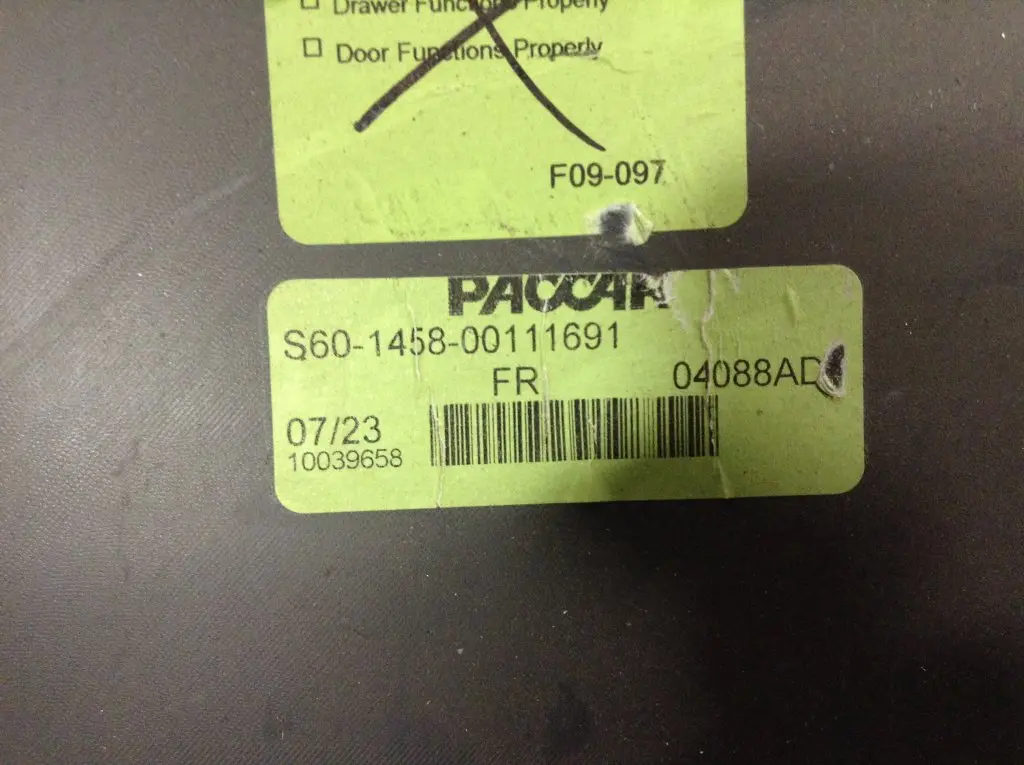 ☐ Drawer Functions Properly
☐ Door Functions Properly
F09-097
PACCAR
S60-1458-00111691
FR 04088AD
07/23
10039658